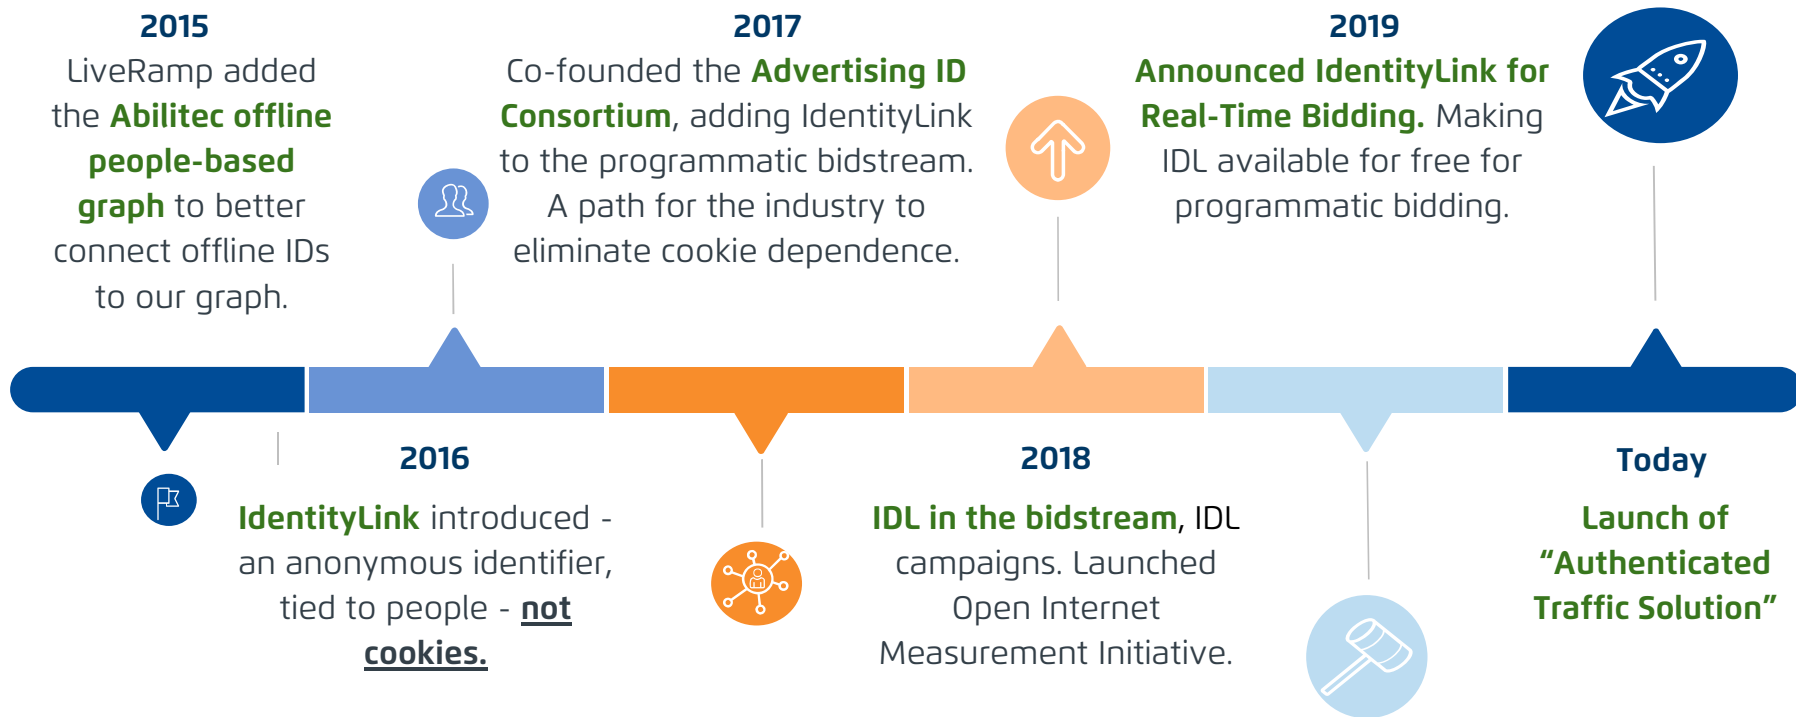 2015
LiveRamp added
the Abilitec offline
people-based
graph to better
connect offline IDs
to our graph.
2016
IdentityLink introduced -
an anonymous identifier,
tied to people - not
cookies.
2017
Co-founded the Advertising ID
Consortium, adding IdentityLink
to the programmatic bidstream.
A path for the industry to
eliminate cookie dependence.
2018
IDL in the bidstream, IDL
campaigns. Launched
Open Internet
Measurement Initiative.
2019
Announced IdentityLink for
Real-Time Bidding. Making
IDL available for free for
programmatic bidding.
Today
Launch of
“Authenticated
Traffic Solution”